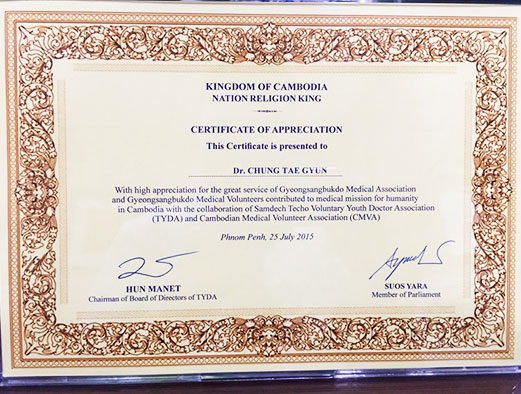 KINGDOM OF CAMBODIA
NATION RELIGION KING
CERTIFICATE OF APPRECIATION
This Certificate is presented to
Dr. CHUNG TAE GYUN
With high appreciation for the great service of Gyeongsangbukdo Medical Association
and Gyeongsangbukdo Medical Volunteers contributed to medical mission for humanity
in Cambodia with the collaboration of Samdech Techo Voluntary Youth Doctor Association
(TYDA) and Cambodian Medical Volunteer Association (CMVA)
Phnom Penh, 25 July 2015
HUN MANET
Chairman of Board of Directors of TYDA
SUOS YARA
Member of Parliament